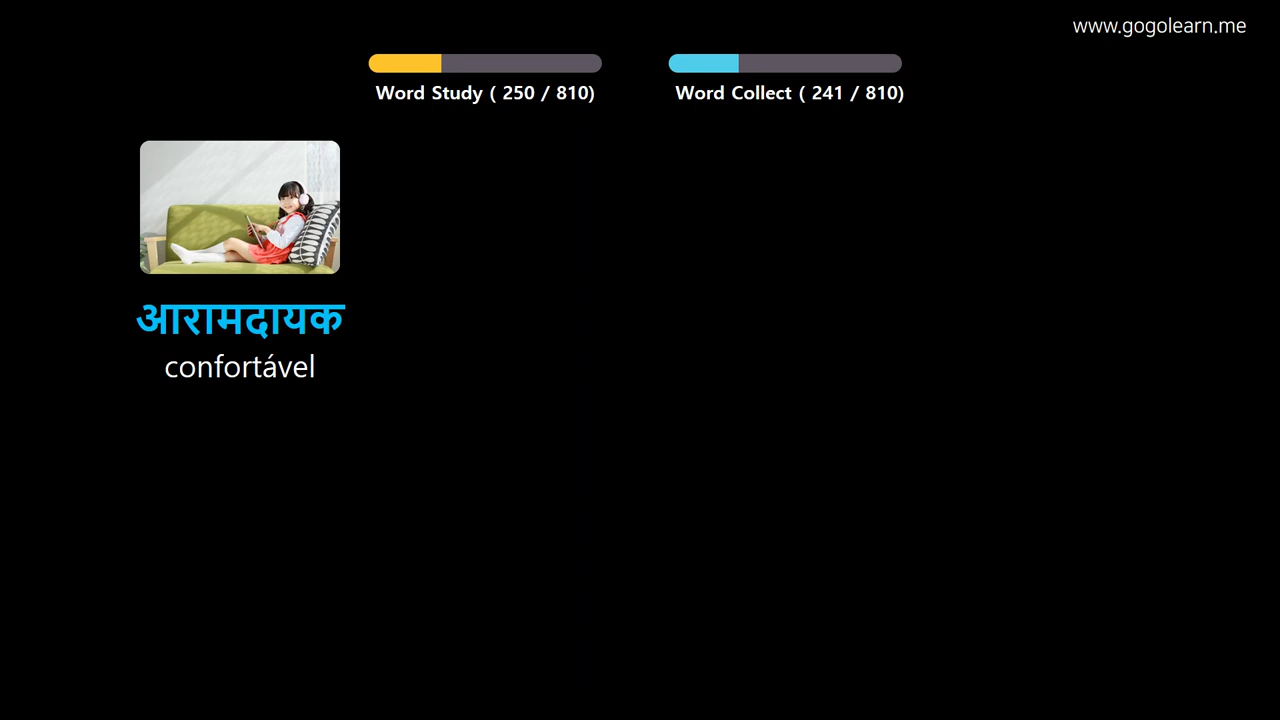 www.gogolearn.me
Word Study ( 250 / 810)
Word Collect ( 241 / 810)
आरामदायक
confortável